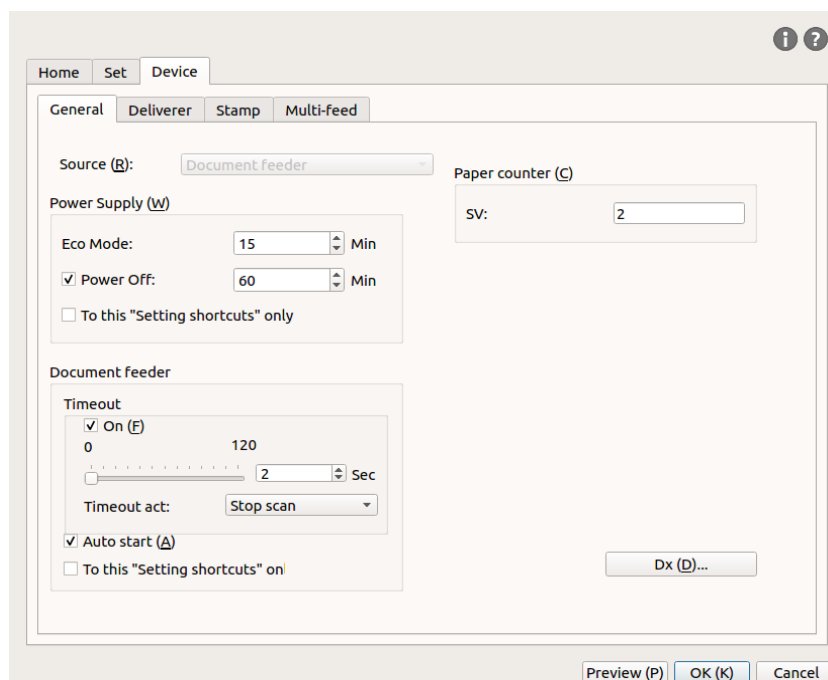 Home Set Device
General Deliverer Stamp Multi-feed
Source (R): Document feeder
Power Supply (W)
Eco Mode: 15 Min
Power Off: 60 Min
To this "Setting shortcuts" only
Paper counter (C)
SV: 2
Document feeder
Timeout
On (F)
0 120
2 Sec
Timeout act: Stop scan
Auto start (A)
To this "Setting shortcuts" onl
Dx (D)...
Preview (P) OK (K) Cancel